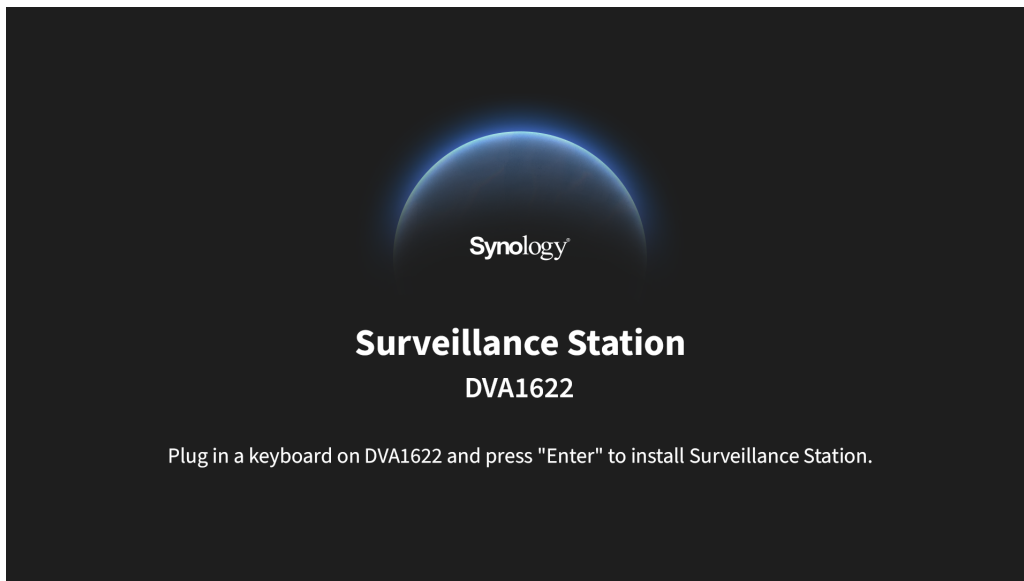 Synology®
Surveillance Station
DVA1622
Plug in a keyboard on DVA1622 and press "Enter" to install Surveillance Station.